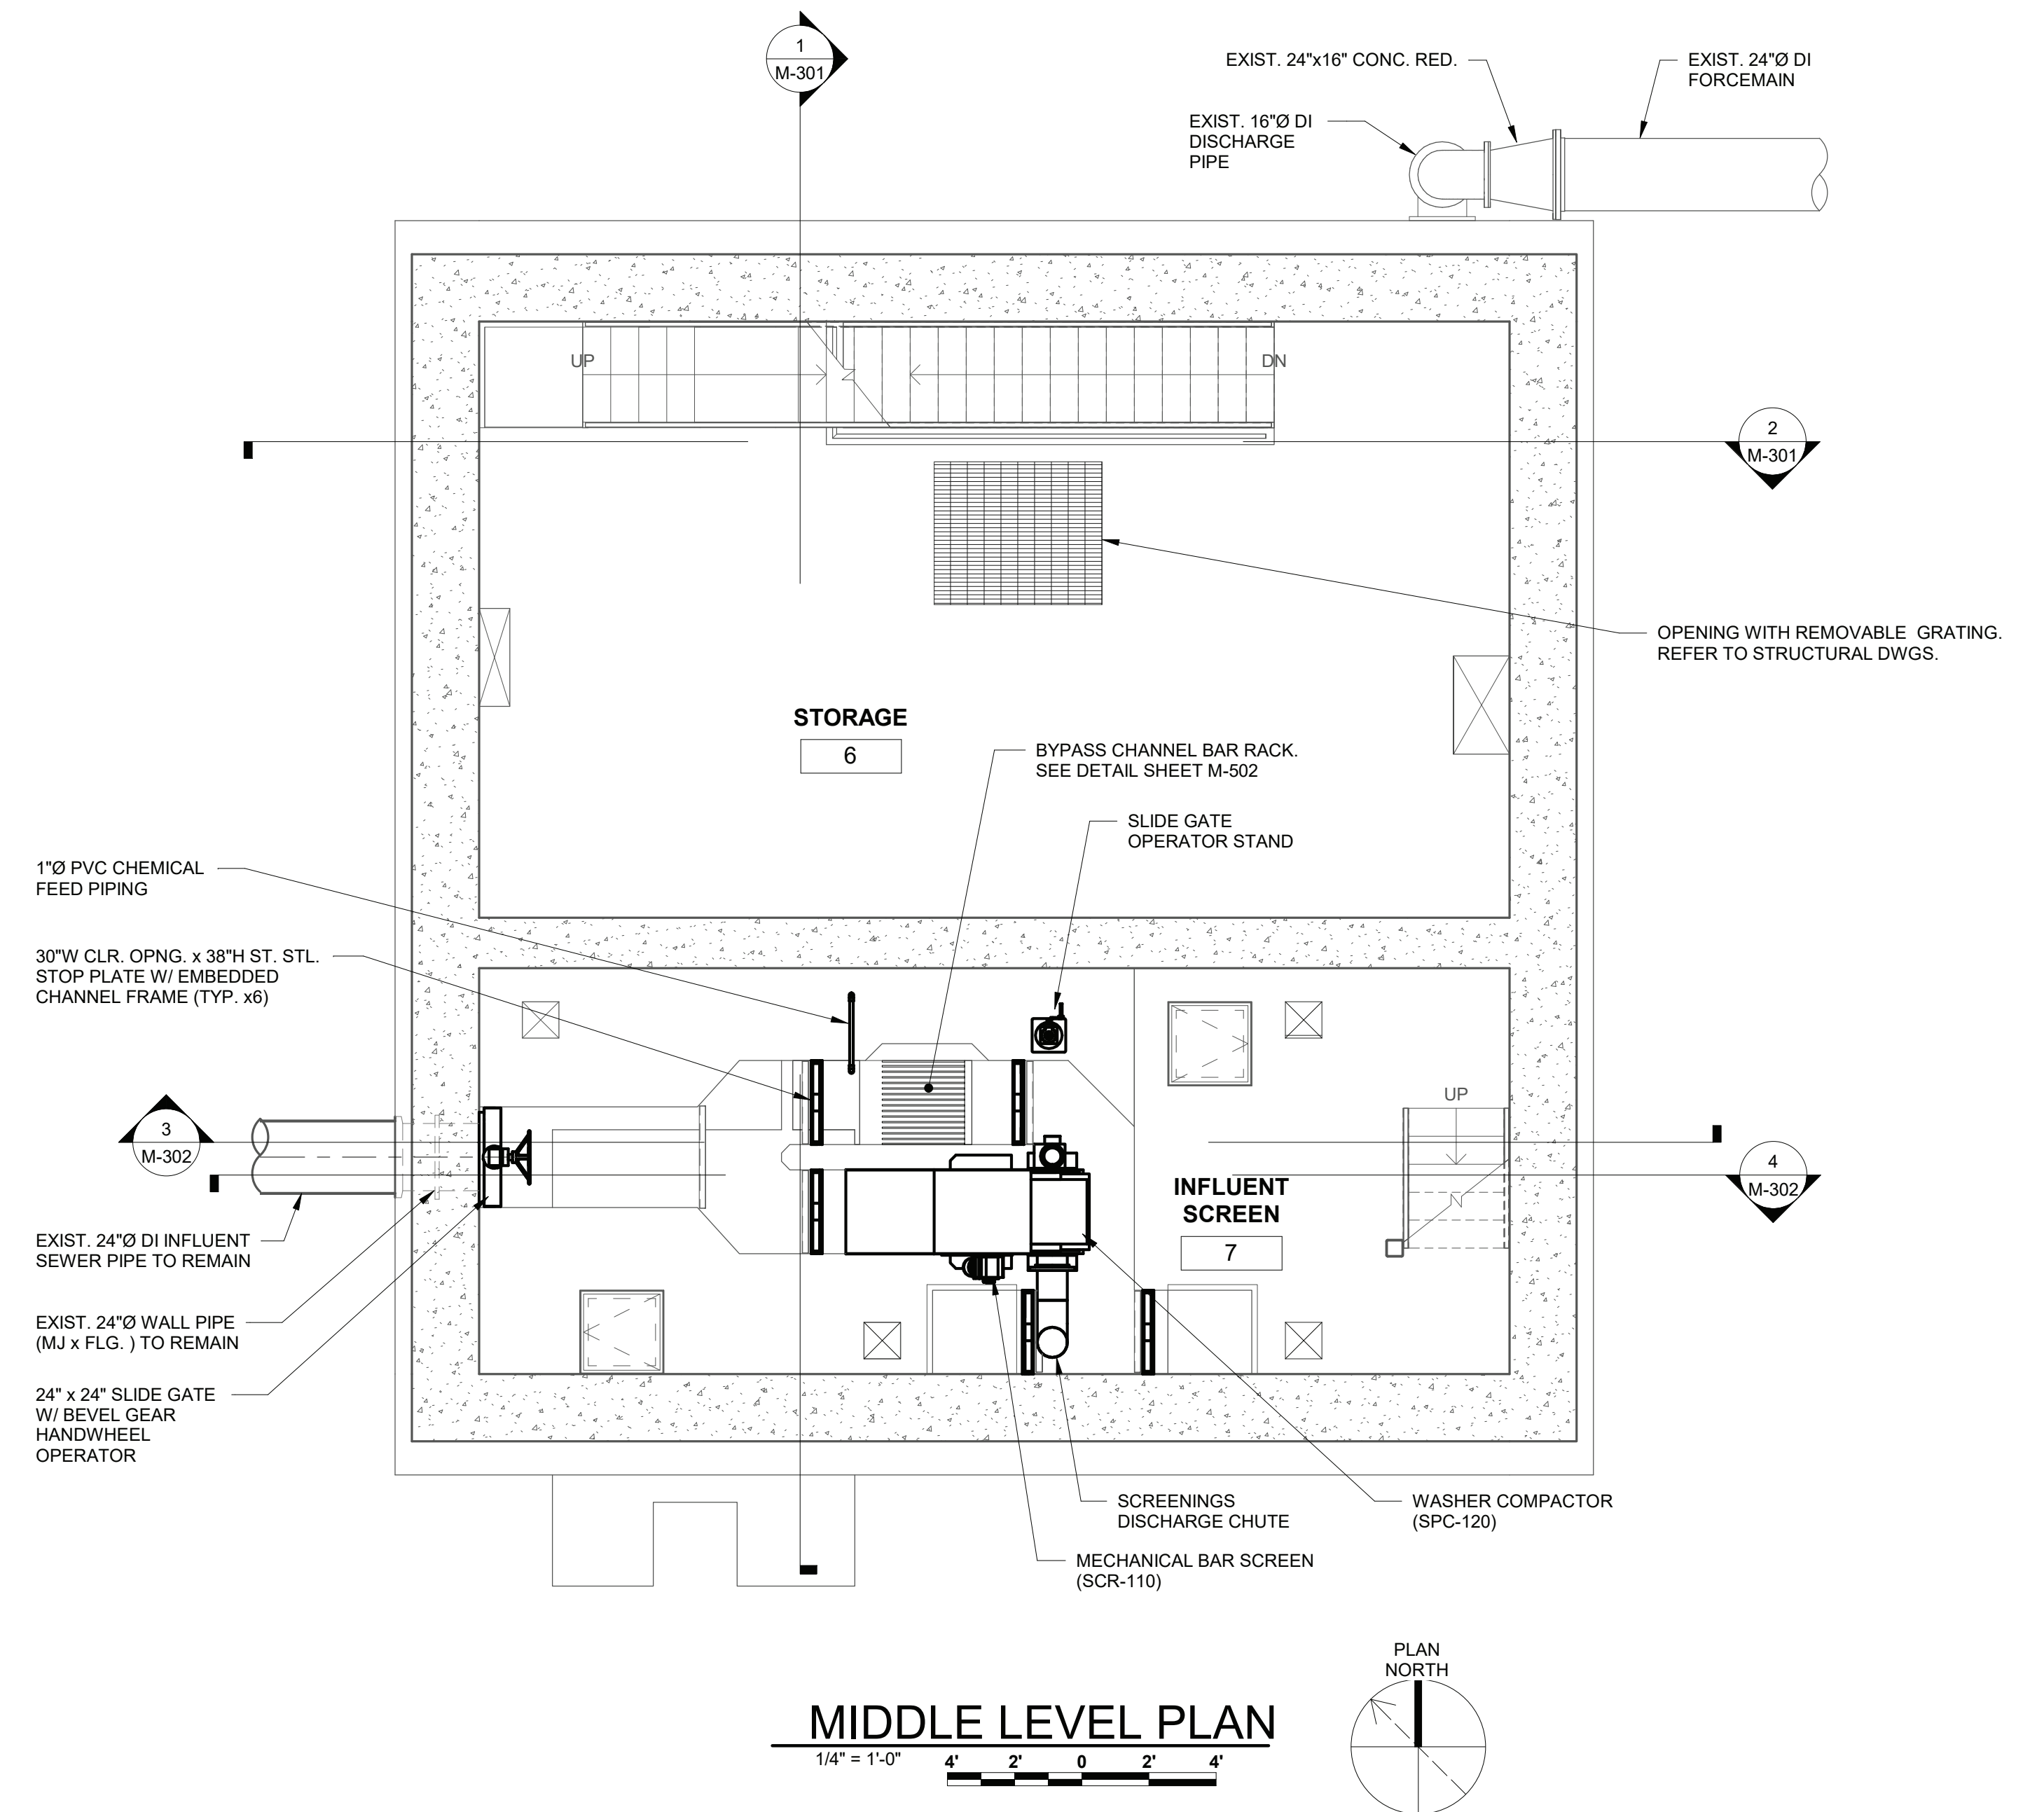 1
M-301
EXIST. 24"x16" CONC. RED.
EXIST. 24"Ø DI
FORCEMAIN
EXIST. 16"Ø DI
DISCHARGE
PIPE
UP
DN
2
M-301
OPENING WITH REMOVABLE GRATING.
REFER TO STRUCTURAL DWGS.
STORAGE
6
BYPASS CHANNEL BAR RACK.
SEE DETAIL SHEET M-502
SLIDE GATE
OPERATOR STAND
1"Ø PVC CHEMICAL
FEED PIPING
30"W CLR. OPNG. x 38"H ST. STL.
STOP PLATE W/ EMBEDDED
CHANNEL FRAME (TYP. x6)
UP
3
M-302
4
M-302
INFLUENT
SCREEN
7
EXIST. 24"Ø DI INFLUENT
SEWER PIPE TO REMAIN
EXIST. 24"Ø WALL PIPE
(MJ x FLG. ) TO REMAIN
24" x 24" SLIDE GATE
W/ BEVEL GEAR
HANDWHEEL
OPERATOR
SCREENINGS
DISCHARGE CHUTE
WASHER COMPACTOR
(SPC-120)
MECHANICAL BAR SCREEN
(SCR-110)
PLAN
NORTH
MIDDLE LEVEL PLAN
1/4" = 1'-0"
4' 2' 0 2' 4'